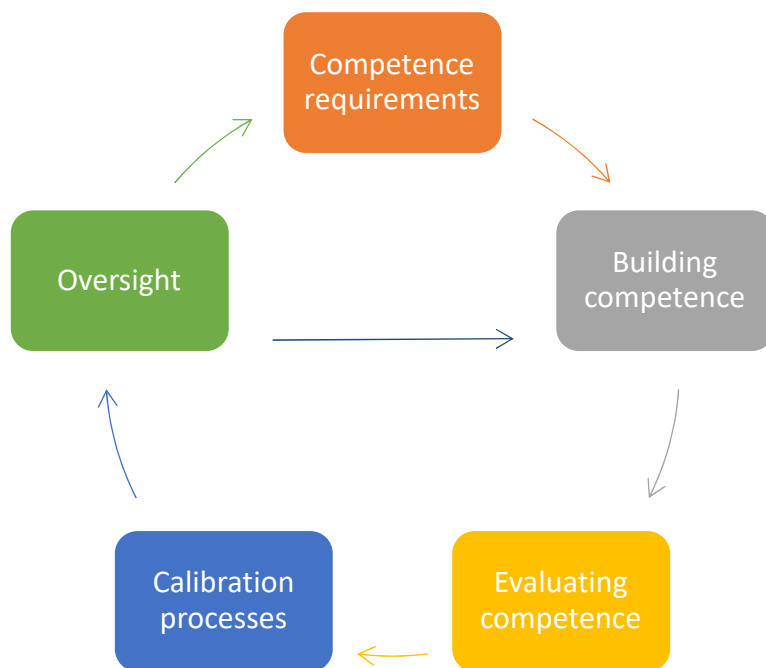 Competence
requirements
Oversight
Building
competence
Calibration
processes
Evaluating
competence